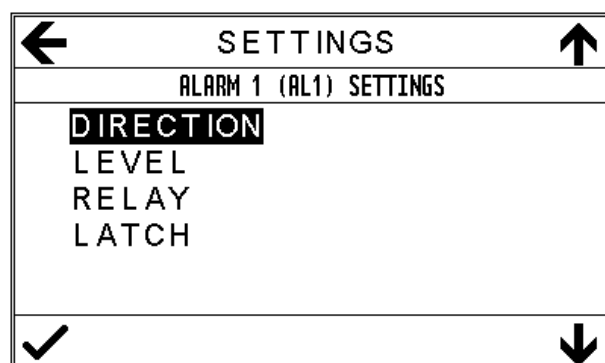 SETTINGS
ALARM 1 (AL1) SETTINGS
DIRECTION
LEVEL
RELAY
LATCH